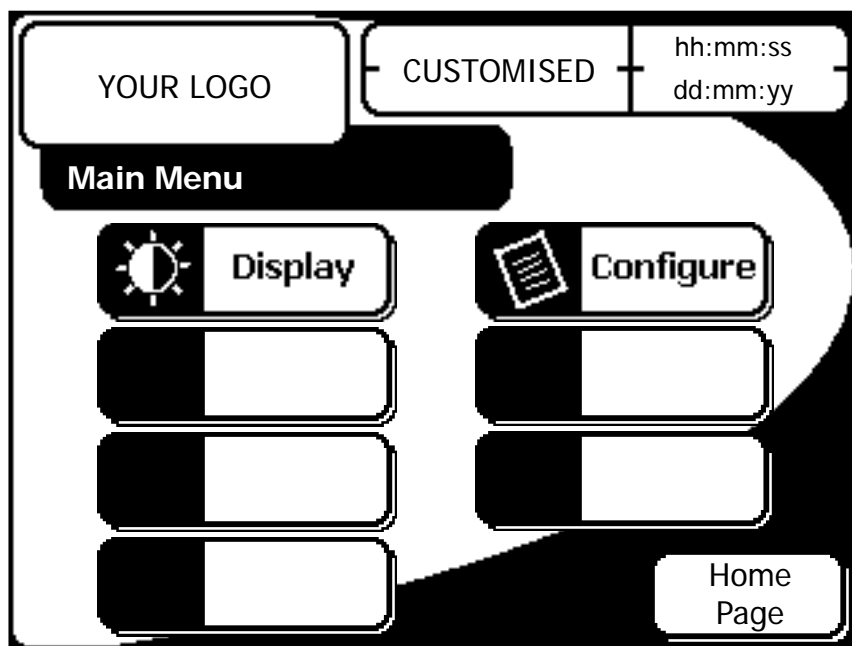 YOUR LOGO
CUSTOMISED
hh:mm:ss
dd:mm:yy
Main Menu
Display
Configure
Home
Page